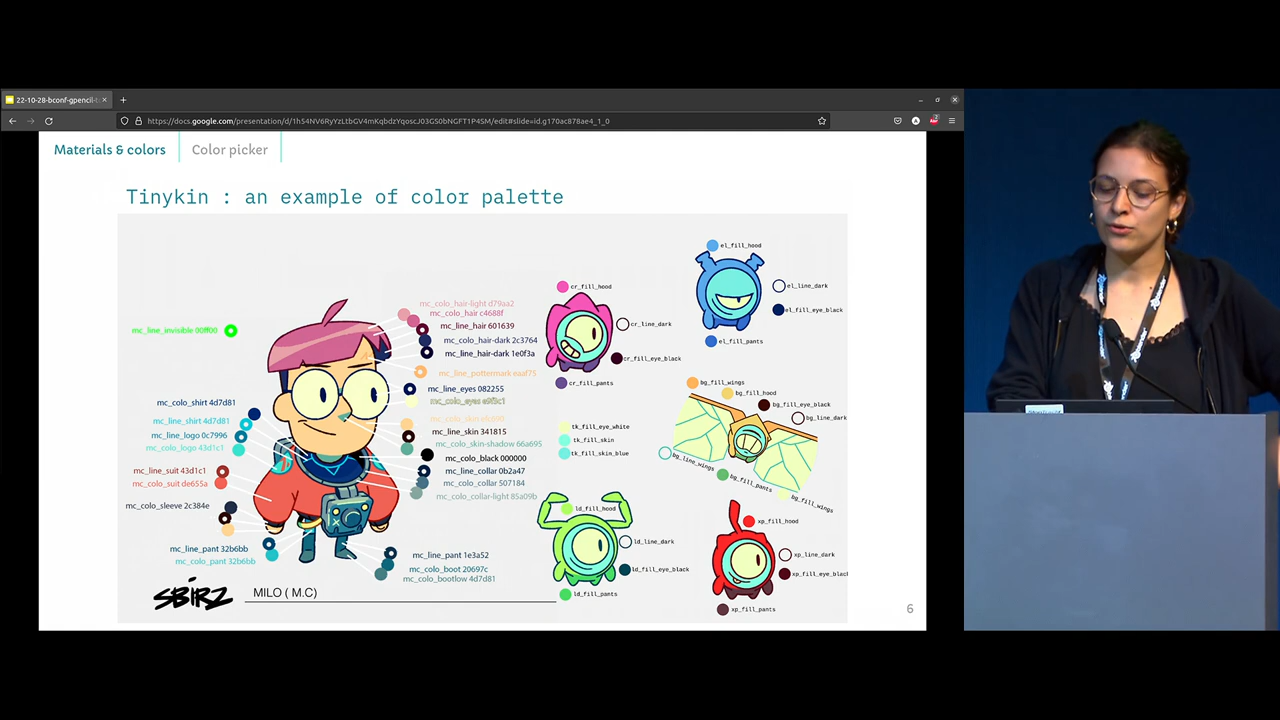 22-10-28-bconf-gpencil-t
https://docs.google.com/presentation/d/1h54NV6RyYzLtbGV4mKqbdzYqoscJ03GS0bNGFT1P4SM/edit#slide=id.g170ac878ae4_1_0
Materials & colors
Color picker
Tinykin : an example of color palette
mc_line_invisible 00ff00
mc_colo_hair-light d79aa2
mc_colo_hair c4688f
mc_line_hair 601639
mc_colo_hair-dark 2c3764
mc_line_hair-dark 1e0f3a
mc_line_pottermark eaaf75
mc_line_eyes 082255
mc_colo_eyes e9f3c1
mc_line_skin 341815
mc_colo_skin-shadow 66a695
mc_colo_black 000000
mc_line_collar 0b2a47
mc_colo_collar 507184
mc_colo_collar-light 85a09b
mc_colo_shirt 4d7d81
mc_line_shirt 4d7d81
mc_line_logo 0c7996
mc_colo_logo 43d1c1
mc_line_suit 43d1c1
mc_colo_suit de655a
mc_colo_sleeve 2c384e
mc_line_pant 32b6bb
mc_colo_pant 32b6bb
mc_line_pant 1e3a52
mc_colo_boot 20697c
mc_colo_bootlow 4d7d81
SBIRZ
MILO ( M.C)
cr_fill_hood
cr_line_dark
cr_fill_eye_black
cr_fill_pants
el_fill_hood
el_line_dark
el_fill_eye_black
el_fill_pants
tk_fill_eye_white
tk_fill_skin
tk_fill_skin_blue
bg_fill_wings
bg_fill_hood
bg_fill_eye_black
bg_line_dark
bg_line_wings
bg_fill_pants
bg_fill_wings
ld_fill_hood
ld_line_dark
ld_fill_eye_black
ld_fill_pants
xp_fill_hood
xp_line_dark
xp_fill_eye_black
xp_fill_pants
6